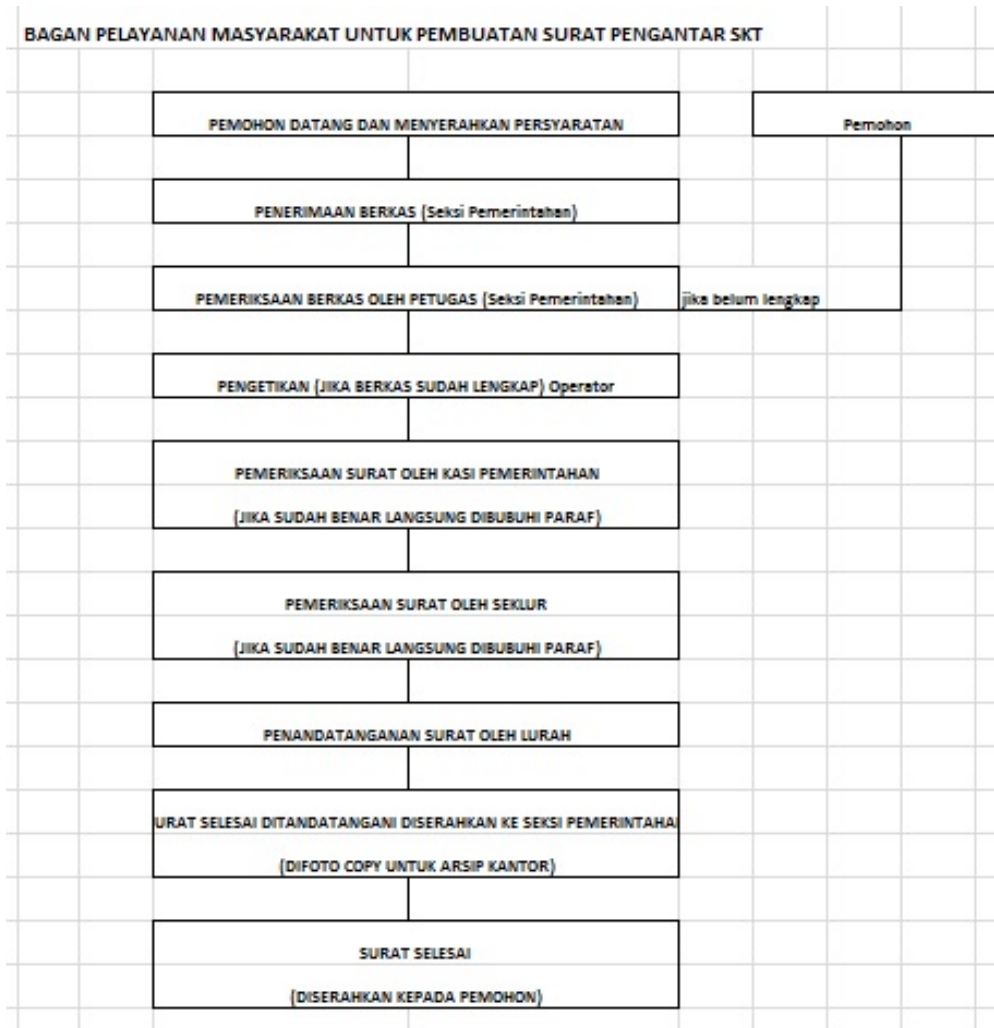 BAGAN PELAYANAN MASYARAKAT UNTUK PEMBUATAN SURAT PENGANTAR SKT
PEMOHON DATANG DAN MENYERAHKAN PERSYARATAN
Pemohon
PENERIMAAN BERKAS (Seksi Pemerintahan)
PEMERIKSAAN BERKAS OLEH PETUGAS (Seksi Pemerintahan)
jika belum lengkap
PENGETIKAN (JIKA BERKAS SUDAH LENGKAP) Operator
PEMERIKSAAN SURAT OLEH KASI PEMERINTAHAN
(JIKA SUDAH BENAR LANGSUNG DIBUBUHI PARAF)
PEMERIKSAAN SURAT OLEH SEKLUR
(JIKA SUDAH BENAR LANGSUNG DIBUBUHI PARAF)
PENANDATANGANAN SURAT OLEH LURAH
URAT SELESAI DITANDATANGANI DISERAHKAN KE SEKSI PEMERINTAHA
(DIFOTO COPY UNTUK ARSIP KANTOR)
SURAT SELESAI
(DISERAHKAN KEPADA PEMOHON)